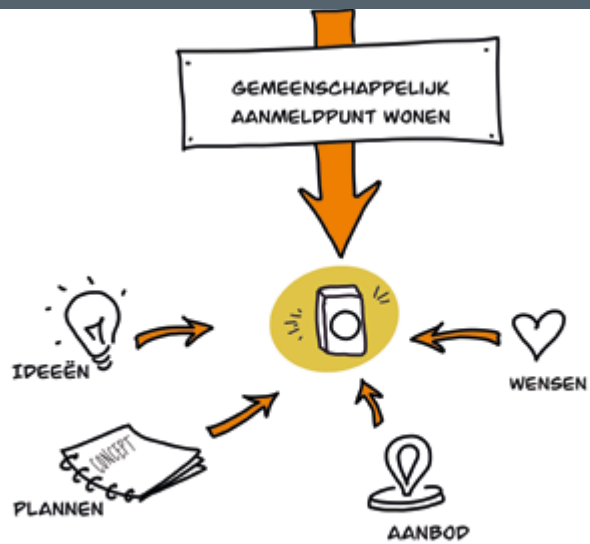 GEMEENSCHAPPELIJK
AANMELDPUNT WONEN
IDEEËN
WENSEN
CONCEPT
PLANNEN
AANBOD